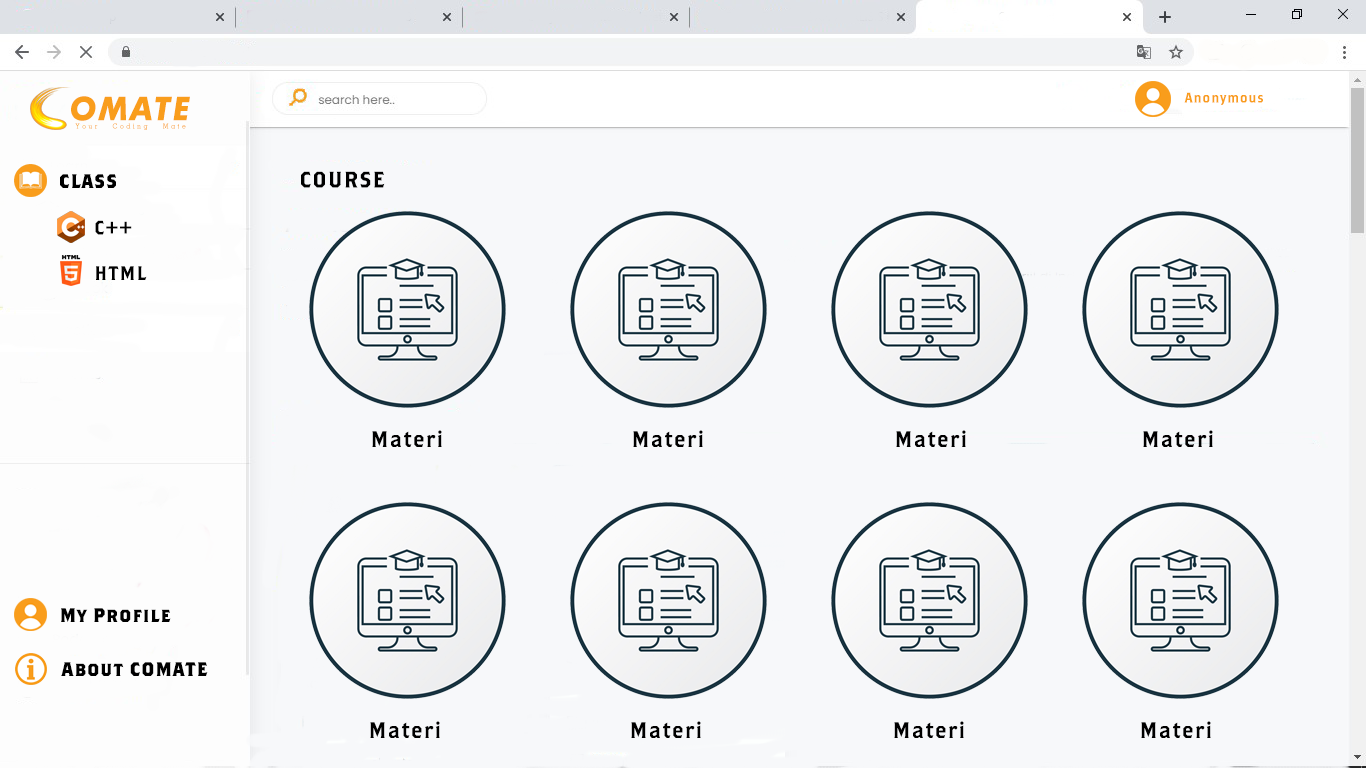 COMATE
Your Coding Mate
search here..
Anonymous
CLASS
C++
HTML
HTML
MY PROFILE
ABOUT COMATE
COURSE
Materi Materi Materi Materi
Materi Materi Materi Materi